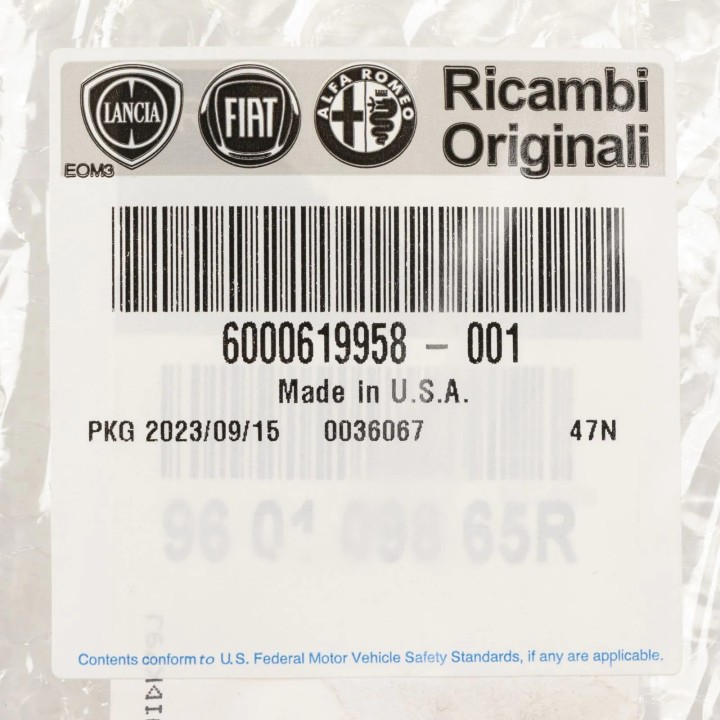 LANCIA FIAT ALFA ROMEO Ricambi
Originali
EOM3
6000619958 - 001
Made in U.S.A.
PKG 2023/09/15 0036067 47N
65R
Contents conform to U.S. Federal Motor Vehicle Safety Standards, if any are applicable.